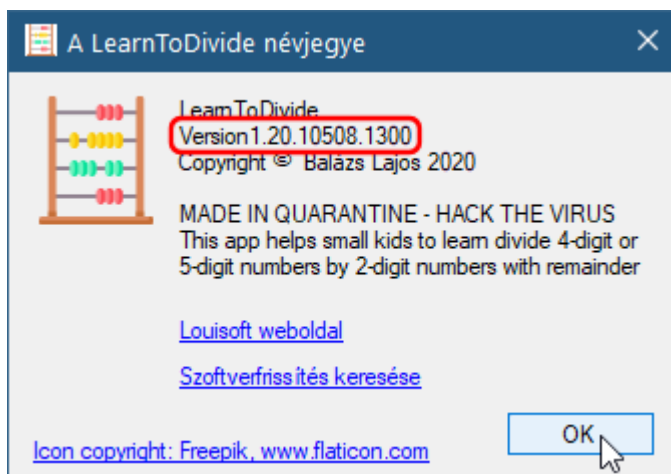 A LearnToDivide névjegye
LearnToDivide
Version1.20.10508.1300
Copyright © Balázs Lajos 2020
MADE IN QUARANTINE - HACK THE VIRUS
This app helps small kids to learn divide 4-digit or
5-digit numbers by 2-digit numbers with remainder
Louisoft weboldal
Szoftverfrissítés keresése
OK
Icon copyright: Freepik, www.flaticon.com